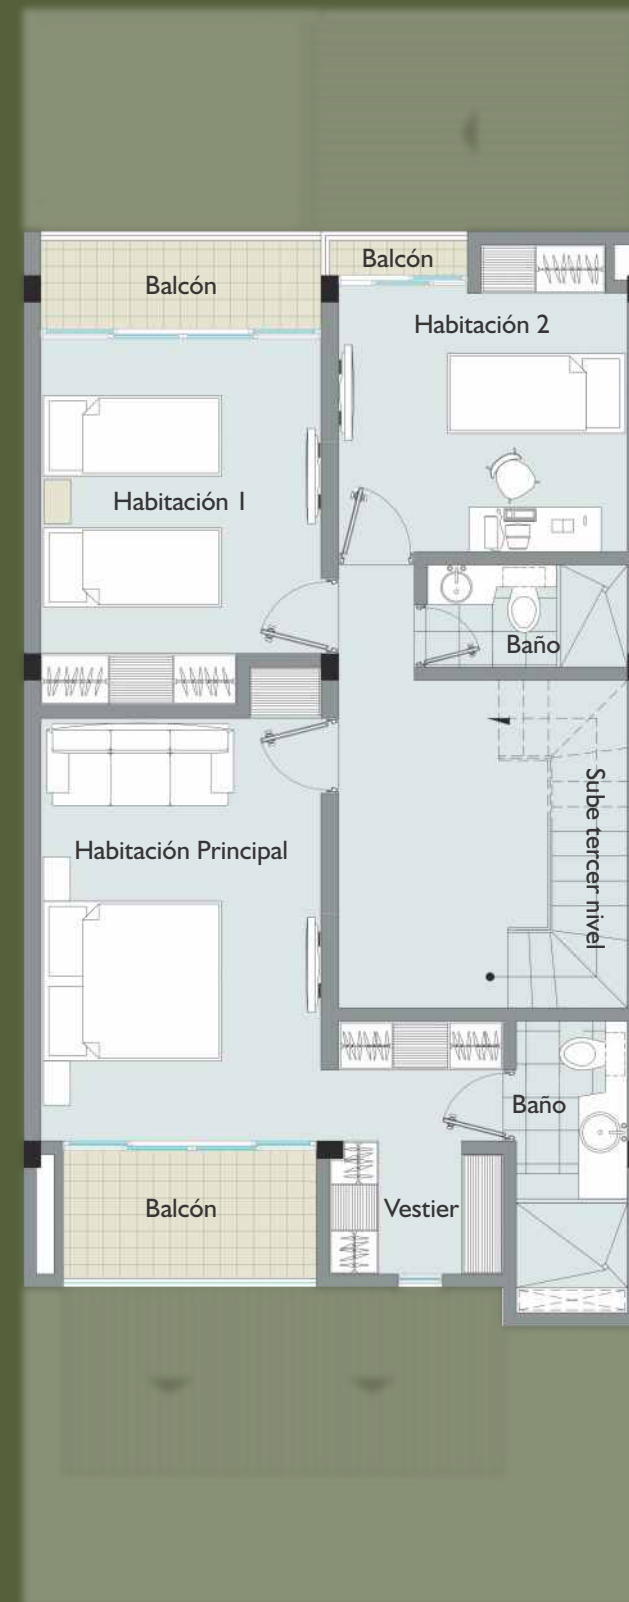 Balcón
Balcón
Habitación 2
Habitación 1
Baño
Sube tercer nivel
Habitación Principal
Baño
Balcón
Vestier